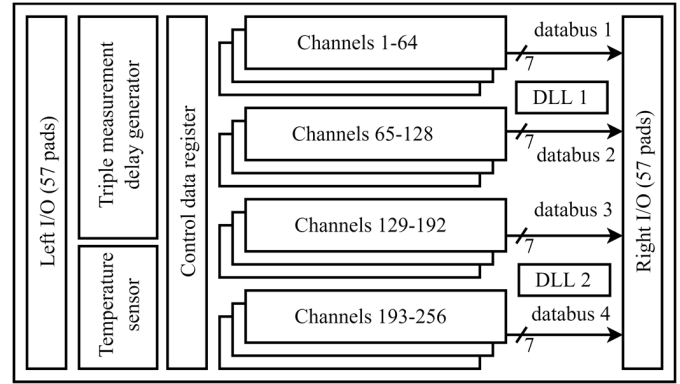 Left I/O (57 pads)
Triple measurement
delay generator
Temperature
sensor
Control data register
Channels 1-64
Channels 65-128
Channels 129-192
Channels 193-256
databus 1
7
DLL 1
7
databus 2
databus 3
7
DLL 2
databus 4
7
Right I/O (57 pads)